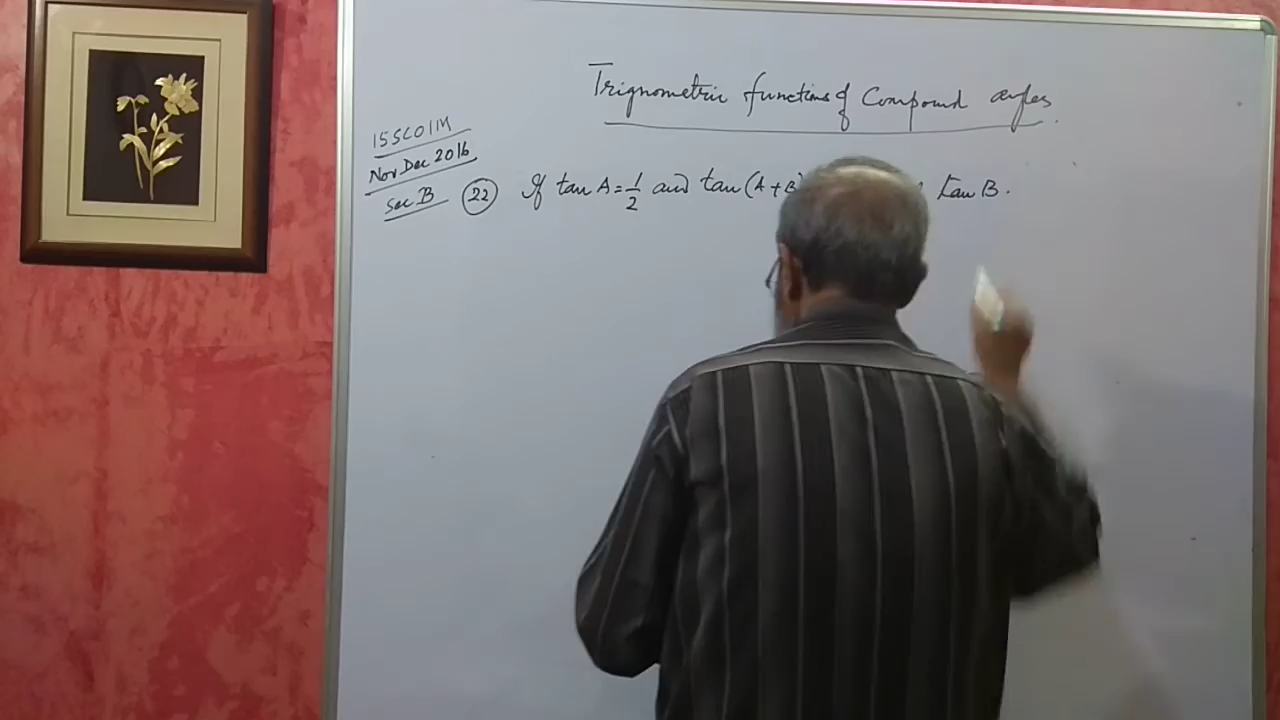 Trignometric functions of Compound angles.
15SC01M
Nov Dec 2016
Sec B (22) If tan A = 1/2 and tan (A + B tan B.